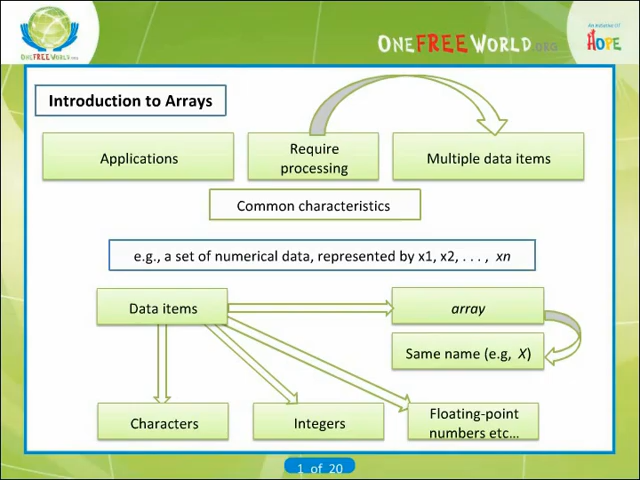 ONEFREEWORLD.ORG
ONEFREEWORLD.ORG
An Initiative Of
HOPE
Introduction to Arrays
Applications
Require
processing
Multiple data items
Common characteristics
e.g., a set of numerical data, represented by x1, x2, . . . , xn
Data items
array
Same name (e.g, X)
Characters
Integers
Floating-point
numbers etc…
1 of 20